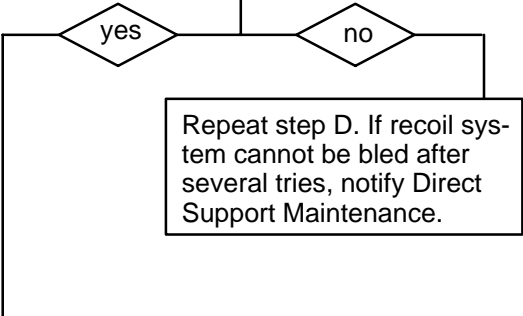 yes
no
Repeat step D. If recoil sys-
tem cannot be bled after
several tries, notify Direct
Support Maintenance.